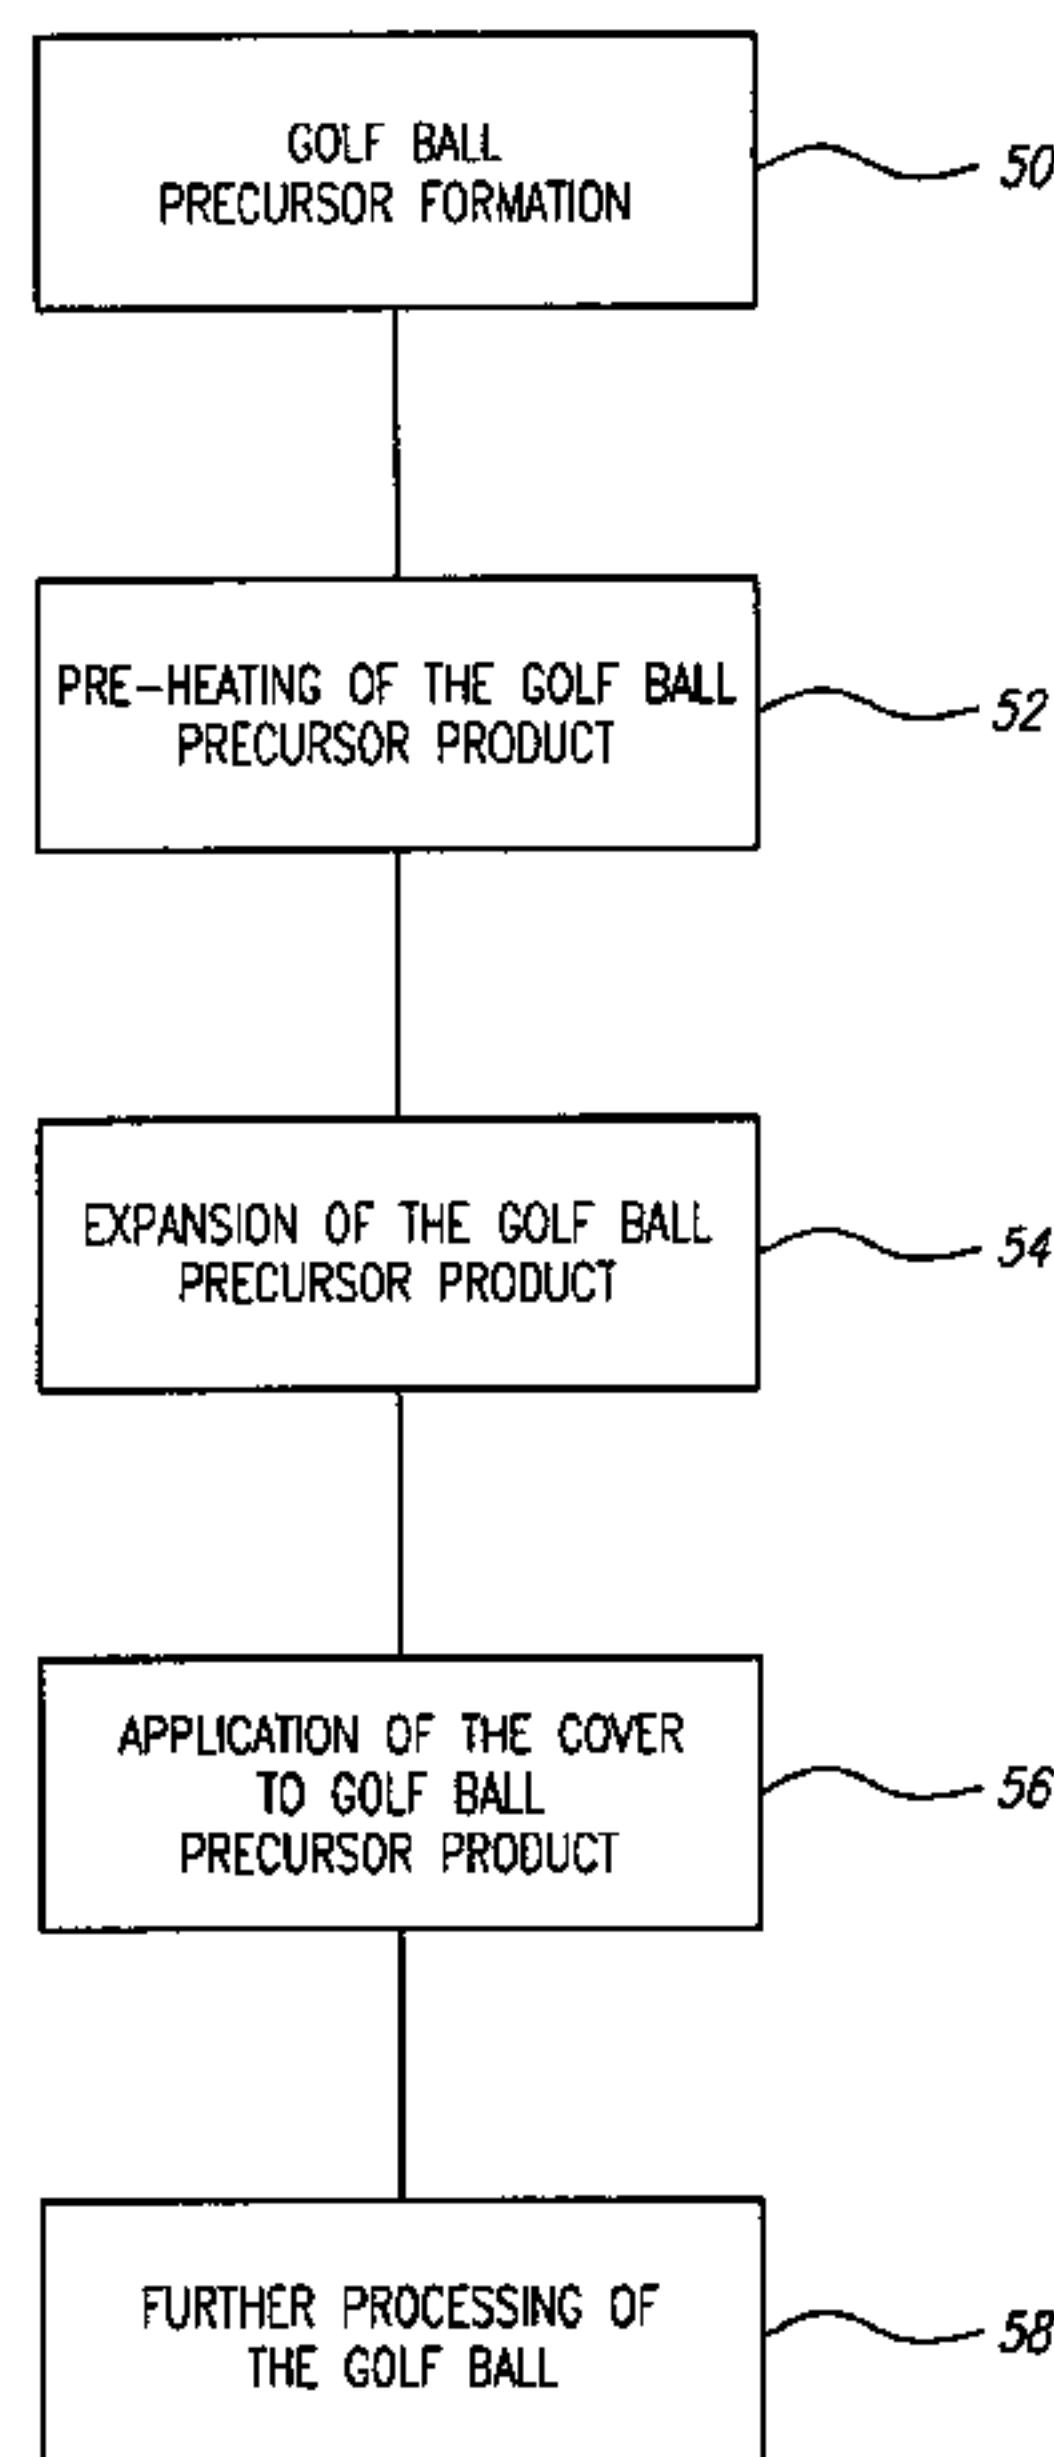 GOLF BALL
PRECURSOR FORMATION
50
PRE-HEATING OF THE GOLF BALL
PRECURSOR PRODUCT
52
EXPANSION OF THE GOLF BALL
PRECURSOR PRODUCT
54
APPLICATION OF THE COVER
TO GOLF BALL
PRECURSOR PRODUCT
56
FURTHER PROCESSING OF
THE GOLF BALL
58